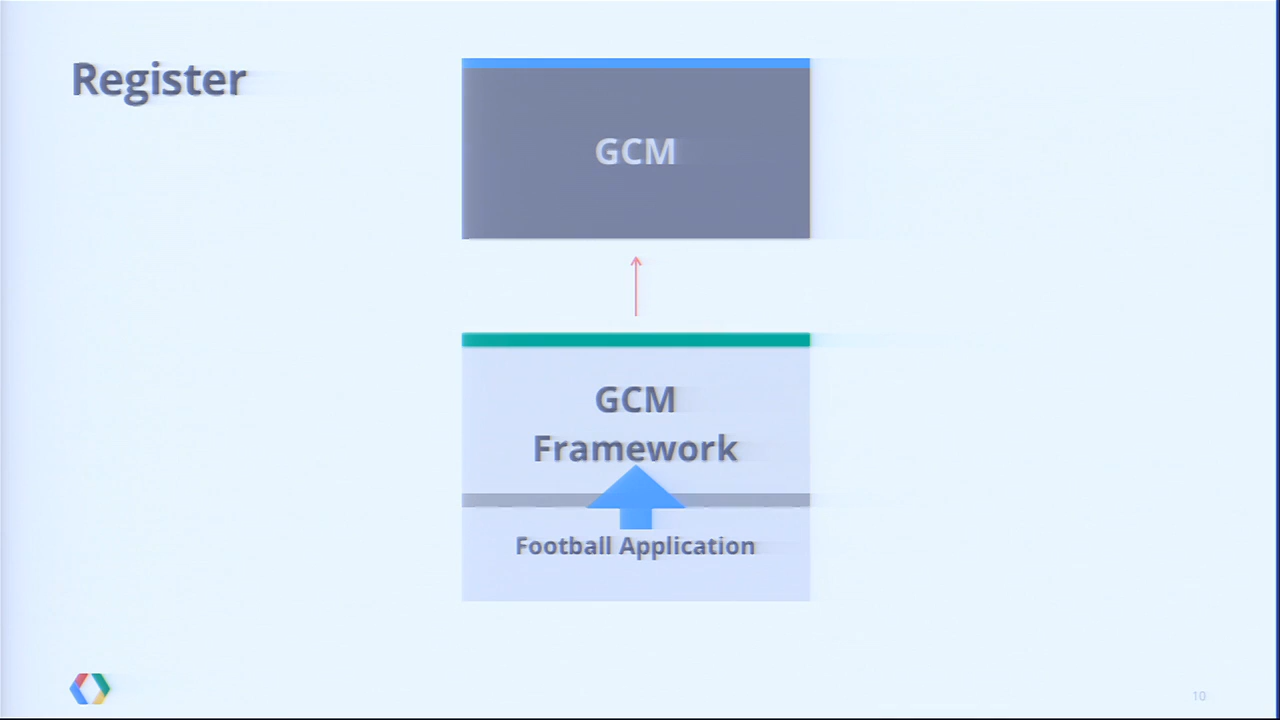 Register
GCM
GCM
Framework
Football Application
10